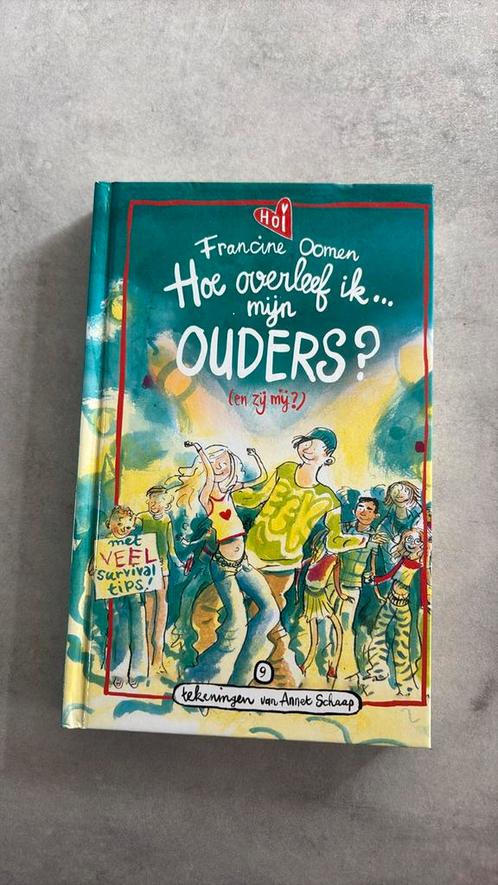 HOi
Francine Oomen
Hoe overleef ik...
mijn
OUDERS?
(en zij mij?)
EEK
met
VEEL
survival
tips!
9
tekeningen van Annet Schaap